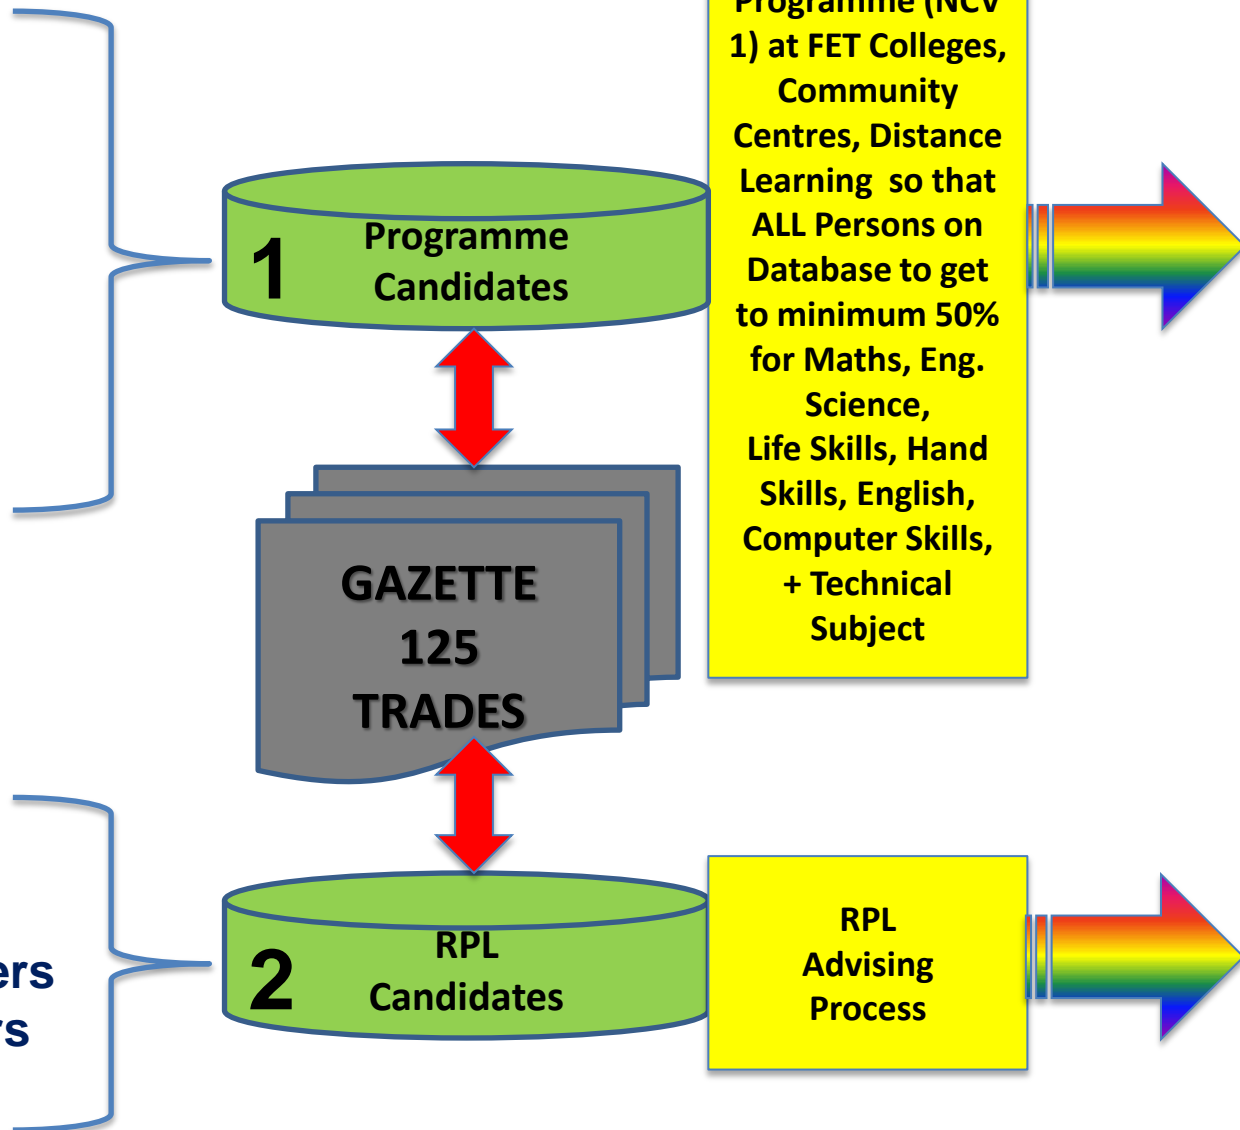 Programme (NCV
1) at FET Colleges,
Community
Centres, Distance
Learning so that
ALL Persons on
Database to get
to minimum 50%
for Maths, Eng.
Science,
Life Skills, Hand
Skills, English,
Computer Skills,
+ Technical
Subject
1
Programme
Candidates
GAZETTE
125
TRADES
2
RPL
Candidates
RPL
Advising
Process